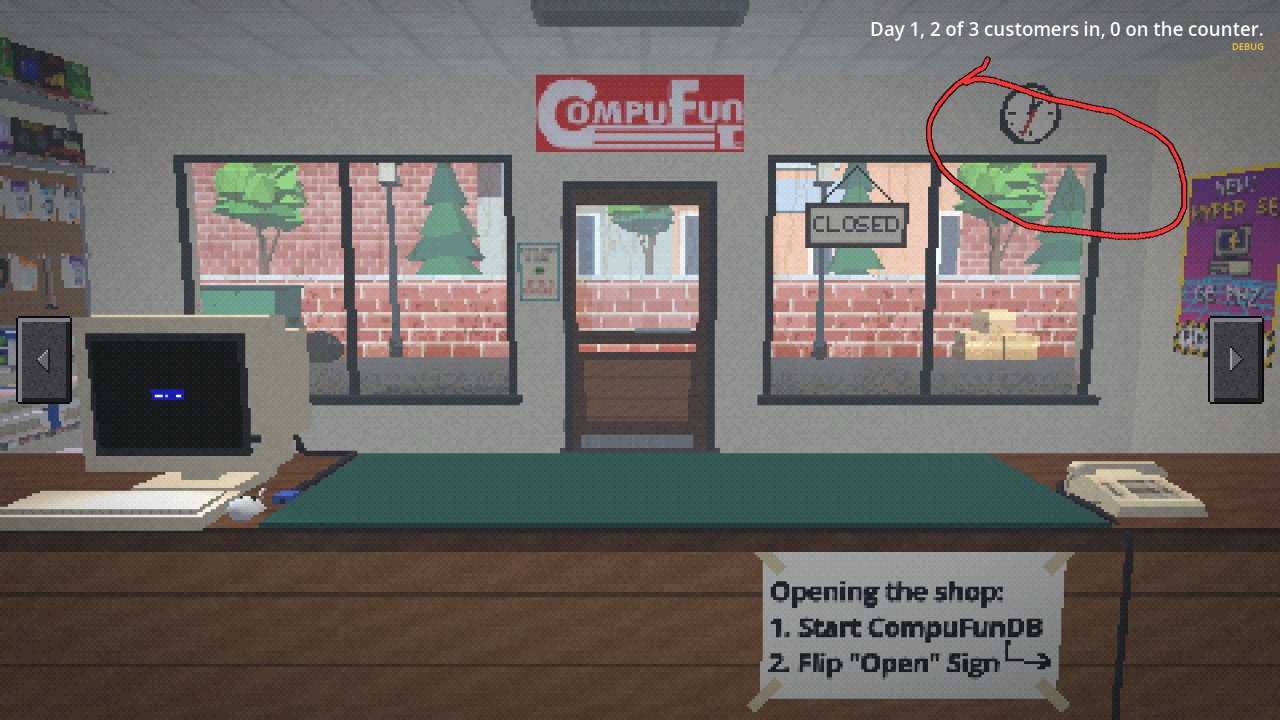 Day 1, 2 of 3 customers in, 0 on the counter.
DEBUG
COMPUFUN
CLOSED
NEW:
HYPER SE
Opening the shop:
1. Start CompuFunDB
2. Flip "Open" Sign